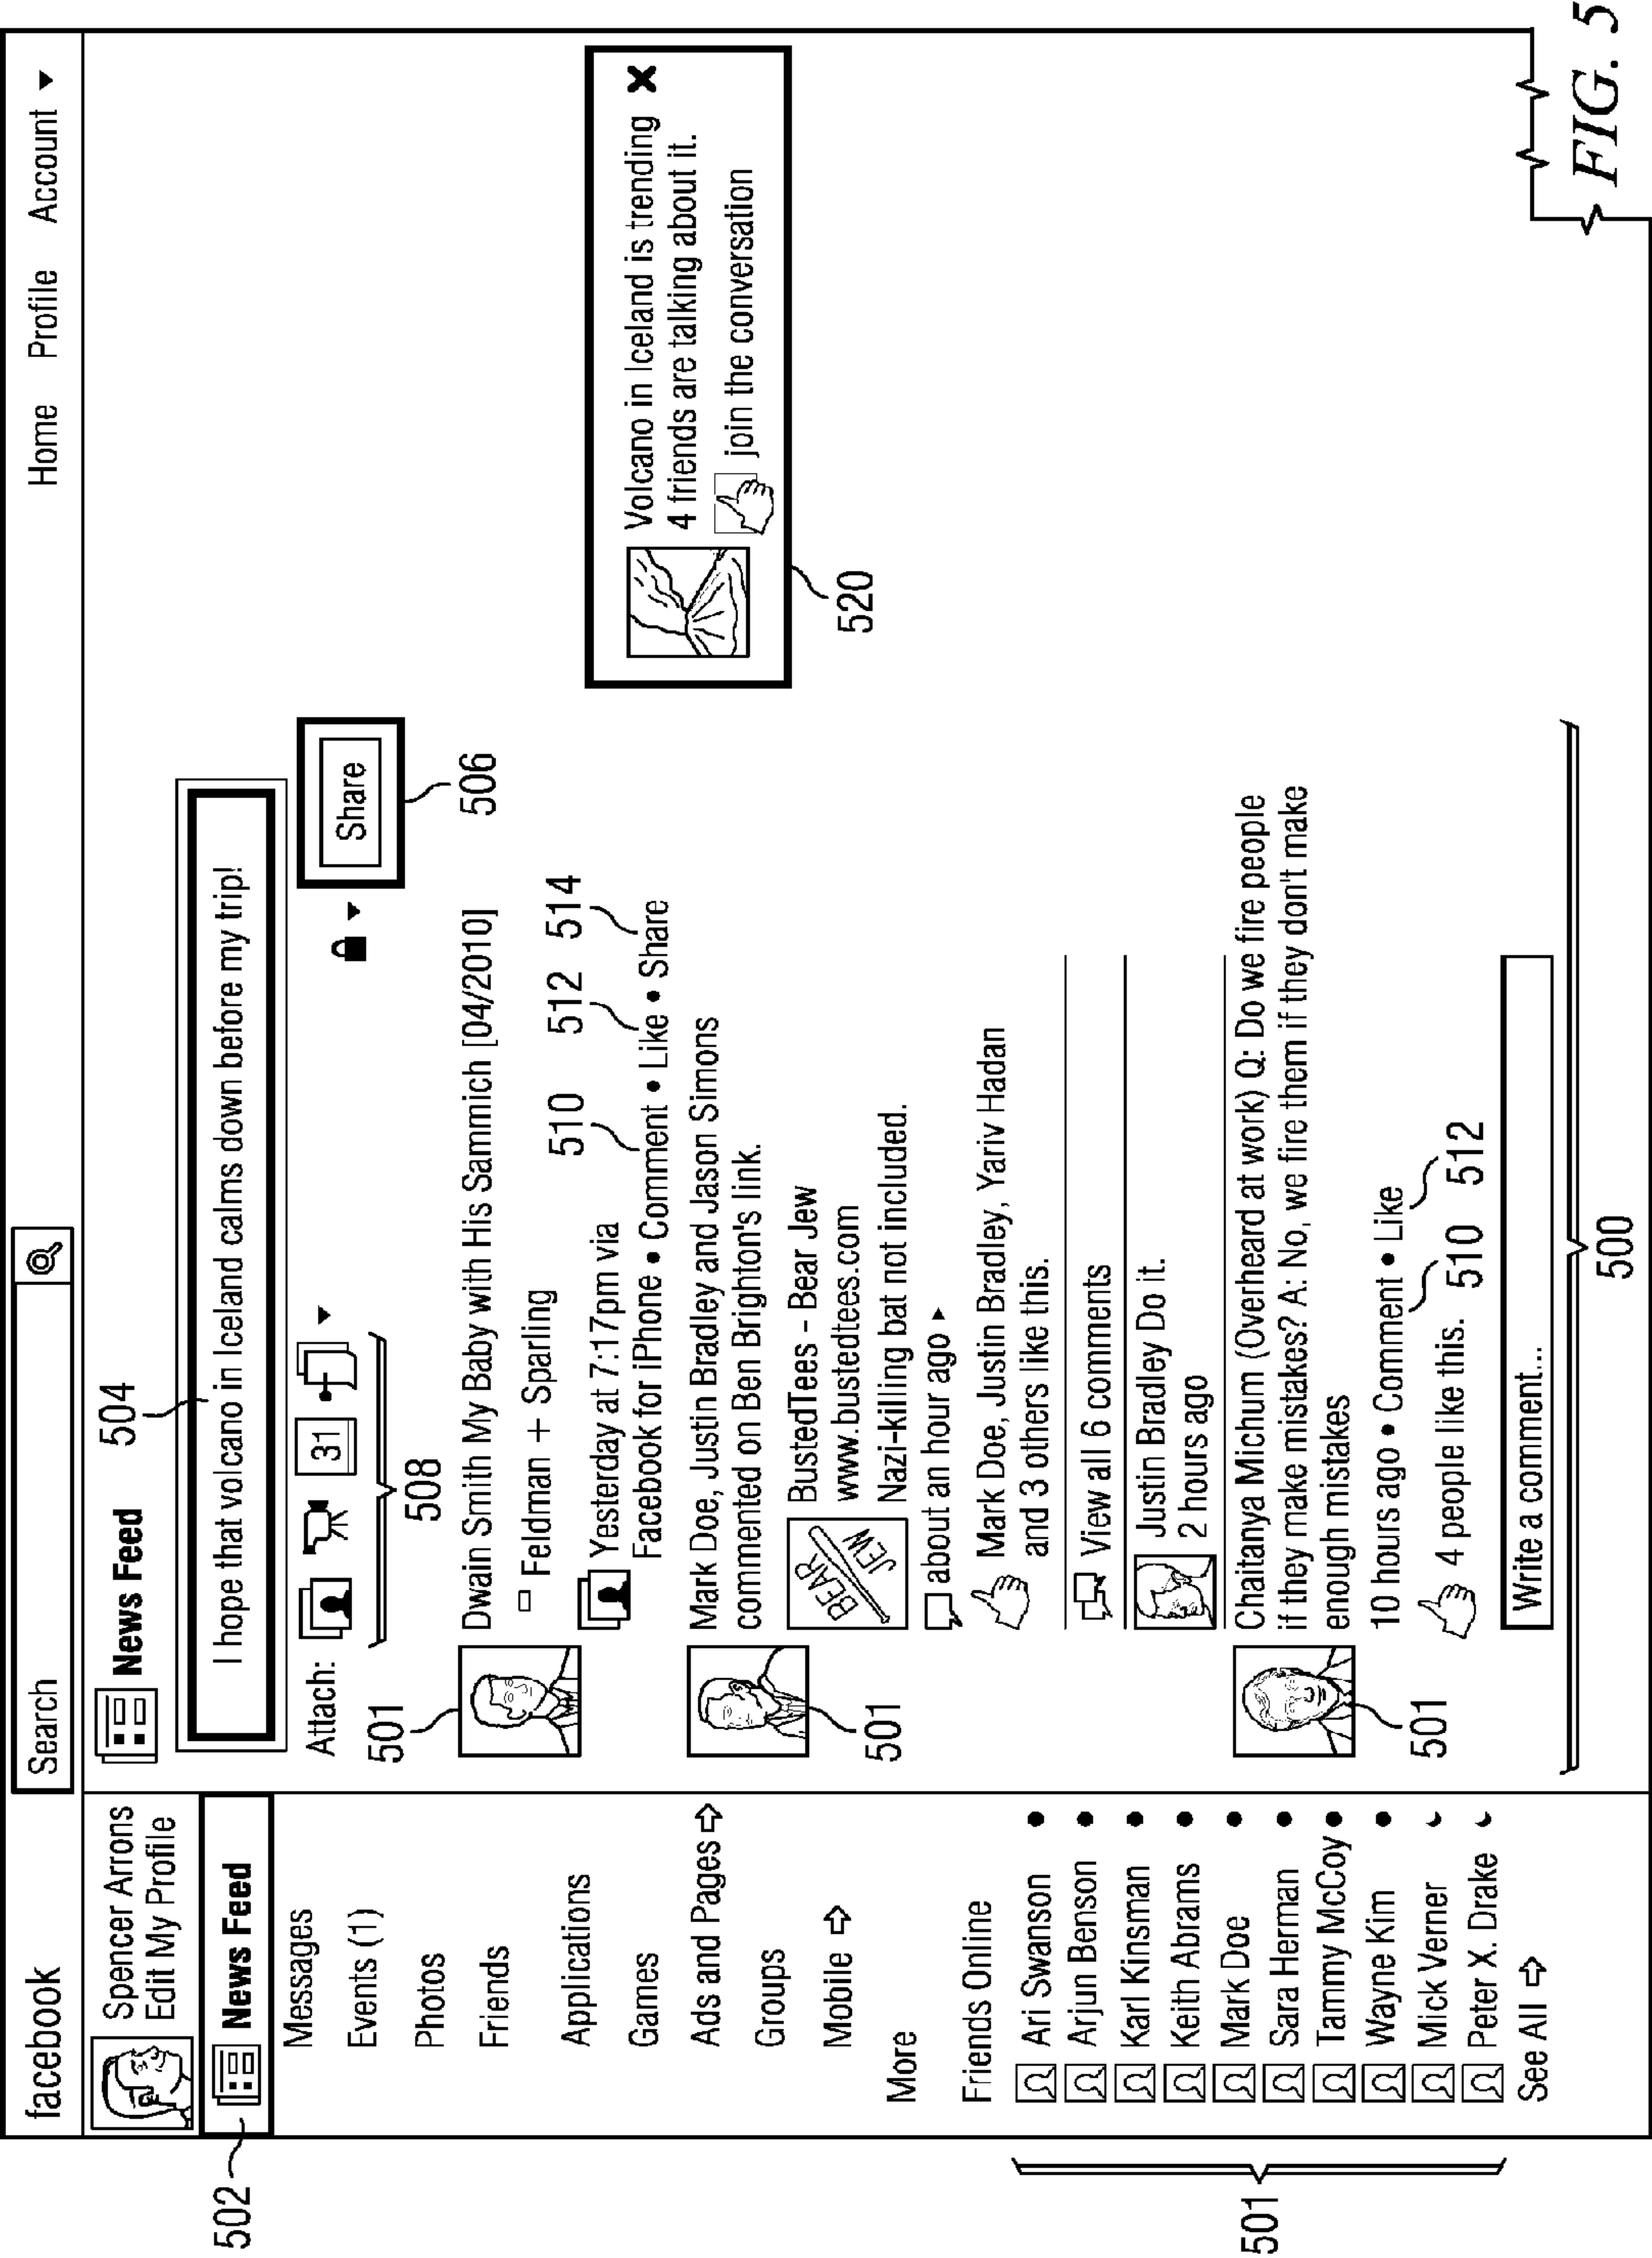 facebook
Search
Home Profile Account
Spencer Arrons
Edit My Profile
502
News Feed
Messages
Events (1)
Photos
Friends
Applications
Games
Ads and Pages
Groups
Mobile
More
Friends Online
Ari Swanson
Arjun Benson
Karl Kinsman
Keith Abrams
Mark Doe
Sara Herman
Tammy McCoy
Wayne Kim
Mick Verner
Peter X. Drake
See All
501
News Feed
504
I hope that volcano in Iceland calms down before my trip!
Attach:
31
Share
508
506
501
Dwain Smith My Baby with His Sammich [04/2010]
Feldman + Sparling
510 512 514
Yesterday at 7:17pm via
Facebook for iPhone • Comment • Like • Share
Mark Doe, Justin Bradley and Jason Simons
commented on Ben Brighton's link.
501
BEAR
JEW
BustedTees - Bear Jew
www.bustedtees.com
Nazi-killing bat not included.
about an hour ago
Mark Doe, Justin Bradley, Yariv Hadan
and 3 others like this.
View all 6 comments
Justin Bradley Do it.
2 hours ago
Chaitanya Michum (Overheard at work) Q: Do we fire people
if they make mistakes? A: No, we fire them if they don't make
enough mistakes
501
10 hours ago • Comment • Like
4 people like this.
510 512
Write a comment...
500
Volcano in Iceland is trending X
4 friends are talking about it.
join the conversation
520
FIG. 5